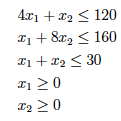 4x₁ + x₂ ≤ 120
x₁ + 8x₂ ≤ 160
x₁ + x₂ ≤ 30
x₁ ≥ 0
x₂ ≥ 0